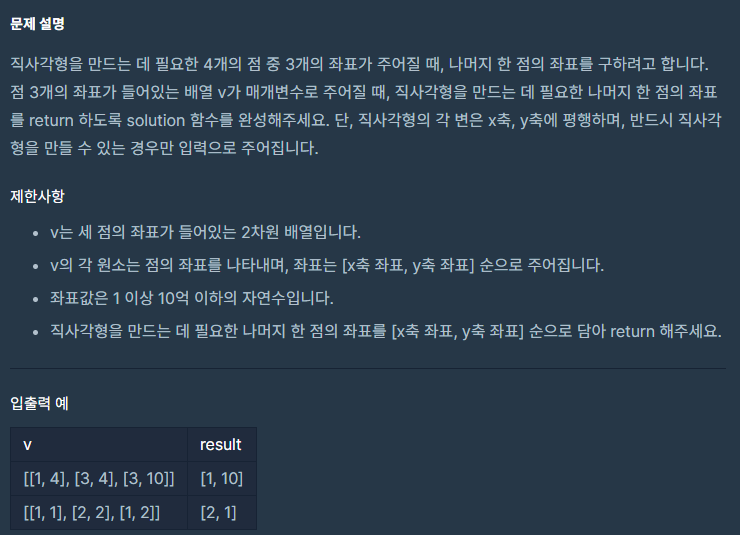 문제 설명
직사각형을 만드는 데 필요한 4개의 점 중 3개의 좌표가 주어질 때, 나머지 한 점의 좌표를 구하려고 합니다.
점 3개의 좌표가 들어있는 배열 v가 매개변수로 주어질 때, 직사각형을 만드는 데 필요한 나머지 한 점의 좌표
를 return 하도록 solution 함수를 완성해주세요. 단, 직사각형의 각 변은 x축, y축에 평행하며, 반드시 직사각
형을 만들 수 있는 경우만 입력으로 주어집니다.
제한사항
• v는 세 점의 좌표가 들어있는 2차원 배열입니다.
• v의 각 원소는 점의 좌표를 나타내며, 좌표는 [x축 좌표, y축 좌표] 순으로 주어집니다.
• 좌표값은 1 이상 10억 이하의 자연수입니다.
• 직사각형을 만드는 데 필요한 나머지 한 점의 좌표를 [x축 좌표, y축 좌표] 순으로 담아 return 해주세요.
입출력 예
v result
[[1, 4], [3, 4], [3, 10]] [1, 10]
[[1, 1], [2, 2], [1, 2]] [2, 1]